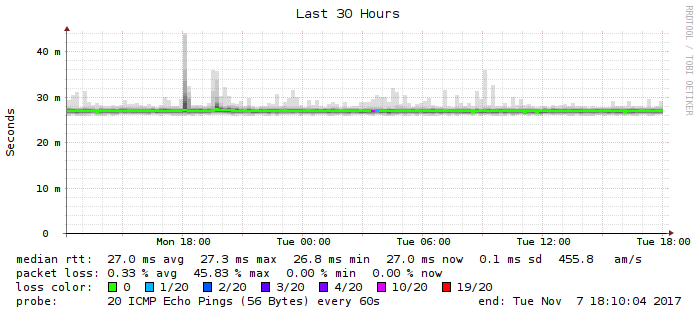 Last 30 Hours
RRDTOOL / TOBI OETIKER
Seconds
40 m
30 m
20 m
10 m
0
Mon 18:00 Tue 00:00 Tue 06:00 Tue 12:00 Tue 18:00
median rtt: 27.0 ms avg 27.3 ms max 26.8 ms min 27.0 ms now 0.1 ms sd 455.8 am/s
packet loss: 0.33 % avg 45.83 % max 0.00 % min 0.00 % now
loss color: 0 1/20 2/20 3/20 4/20 10/20 19/20
probe: 20 ICMP Echo Pings (56 Bytes) every 60s end: Tue Nov 7 18:10:04 2017